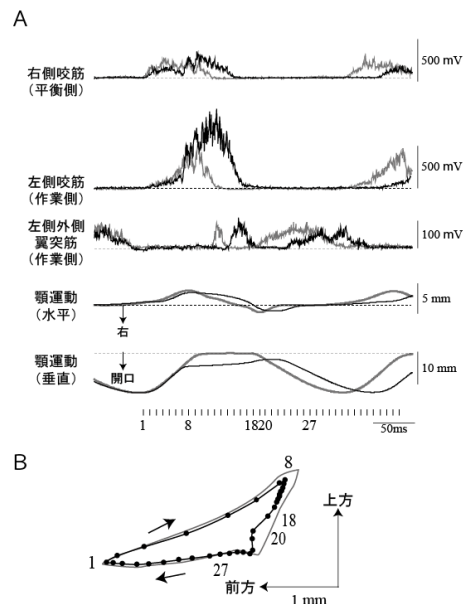 A
右側咬筋
(平衡側)
500 mV
左側咬筋
(作業側)
500 mV
左側外側
翼突筋
(作業側)
100 mV
顎運動
(水平)
5 mm
右
顎運動
(垂直)
開口
10 mm
1 8 1820 27
50ms
B
8
18
20
27
1
上方
前方
1 mm